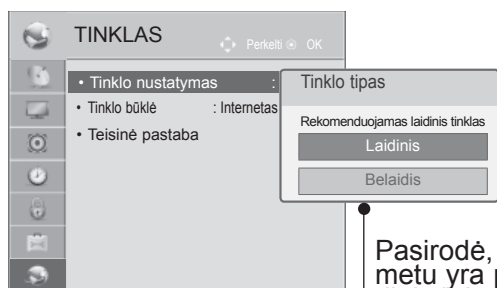 TINKLAS
Perkelti OK
• Tinklo nustatymas :
• Tinklo būklė : Internetas
• Teisinė pastaba
Tinklo tipas
Rekomenduojamas laidinis tinklas
Laidinis
Belaidis
Pasirodė,
metu yra